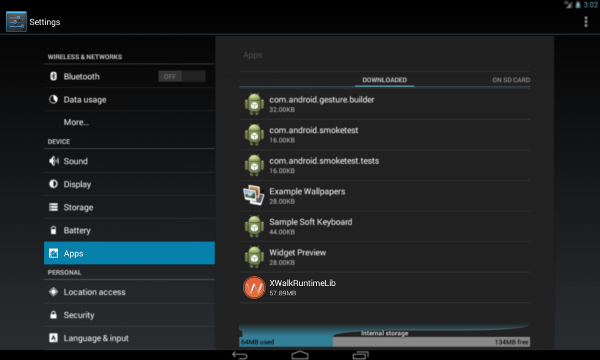 3:02
Settings
WIRELESS & NETWORKS
Bluetooth
OFF
Data usage
More...
DEVICE
Sound
Display
Storage
Battery
Apps
PERSONAL
Location access
Security
Language & input
Apps
DOWNLOADED
ON SD CARD
com.android.gesture.builder
32.00KB
com.android.smoketest
16.00KB
com.android.smoketest.tests
16.00KB
Example Wallpapers
28.00KB
Sample Soft Keyboard
44.00KB
Widget Preview
28.00KB
XWalkRuntimeLib
57.89MB
Internal storage
64MB used
134MB free